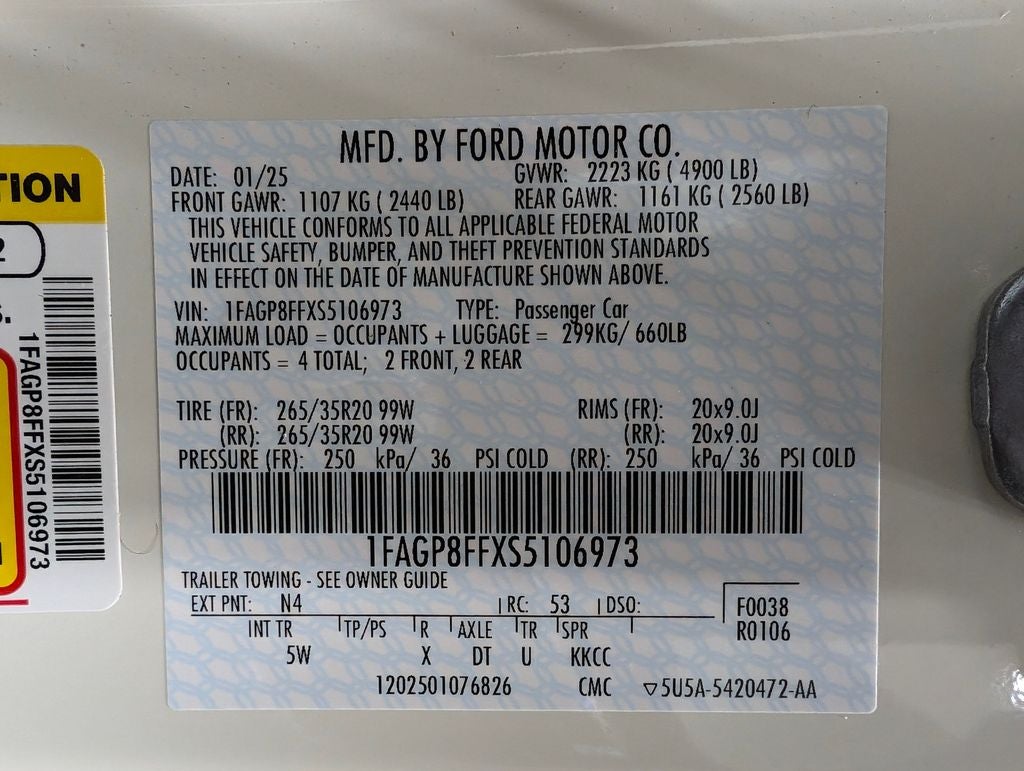 MFD. BY FORD MOTOR CO.
DATE: 01/25 GVWR: 2223 KG ( 4900 LB)
FRONT GAWR: 1107 KG ( 2440 LB) REAR GAWR: 1161 KG ( 2560 LB)
THIS VEHICLE CONFORMS TO ALL APPLICABLE FEDERAL MOTOR
VEHICLE SAFETY, BUMPER, AND THEFT PREVENTION STANDARDS
IN EFFECT ON THE DATE OF MANUFACTURE SHOWN ABOVE.
VIN: 1FAGP8FFXS5106973 TYPE: Passenger Car
MAXIMUM LOAD = OCCUPANTS + LUGGAGE = 299KG/ 660LB
OCCUPANTS = 4 TOTAL; 2 FRONT, 2 REAR
TIRE (FR): 265/35R20 99W RIMS (FR): 20x9.0J
(RR): 265/35R20 99W (RR): 20x9.0J
PRESSURE (FR): 250 kPa/ 36 PSI COLD (RR): 250 kPa/ 36 PSI COLD
1FAGP8FFXS5106973
TRAILER TOWING - SEE OWNER GUIDE
EXT PNT: N4 RC: 53 DSO: F0038
INT TR TP/PS R AXLE TR SPR R0106
5W X DT U KKCC
1202501076826 CMC ▽5U5A-5420472-AA
TION
2
S.
1FAGP8FFXS5106973